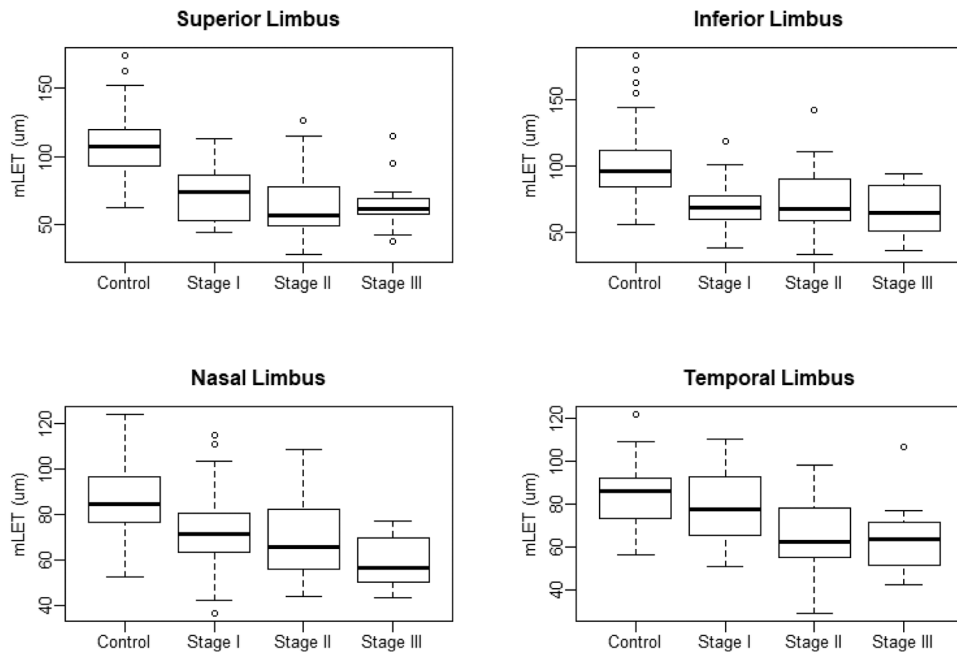 Superior Limbus
mLET (um)
150
100
50
Control Stage I Stage II Stage III
Inferior Limbus
mLET (um)
150
100
50
Control Stage I Stage II Stage III
Nasal Limbus
mLET (um)
120
100
80
60
40
Control Stage I Stage II Stage III
Temporal Limbus
mLET (um)
120
100
80
60
40
Control Stage I Stage II Stage III